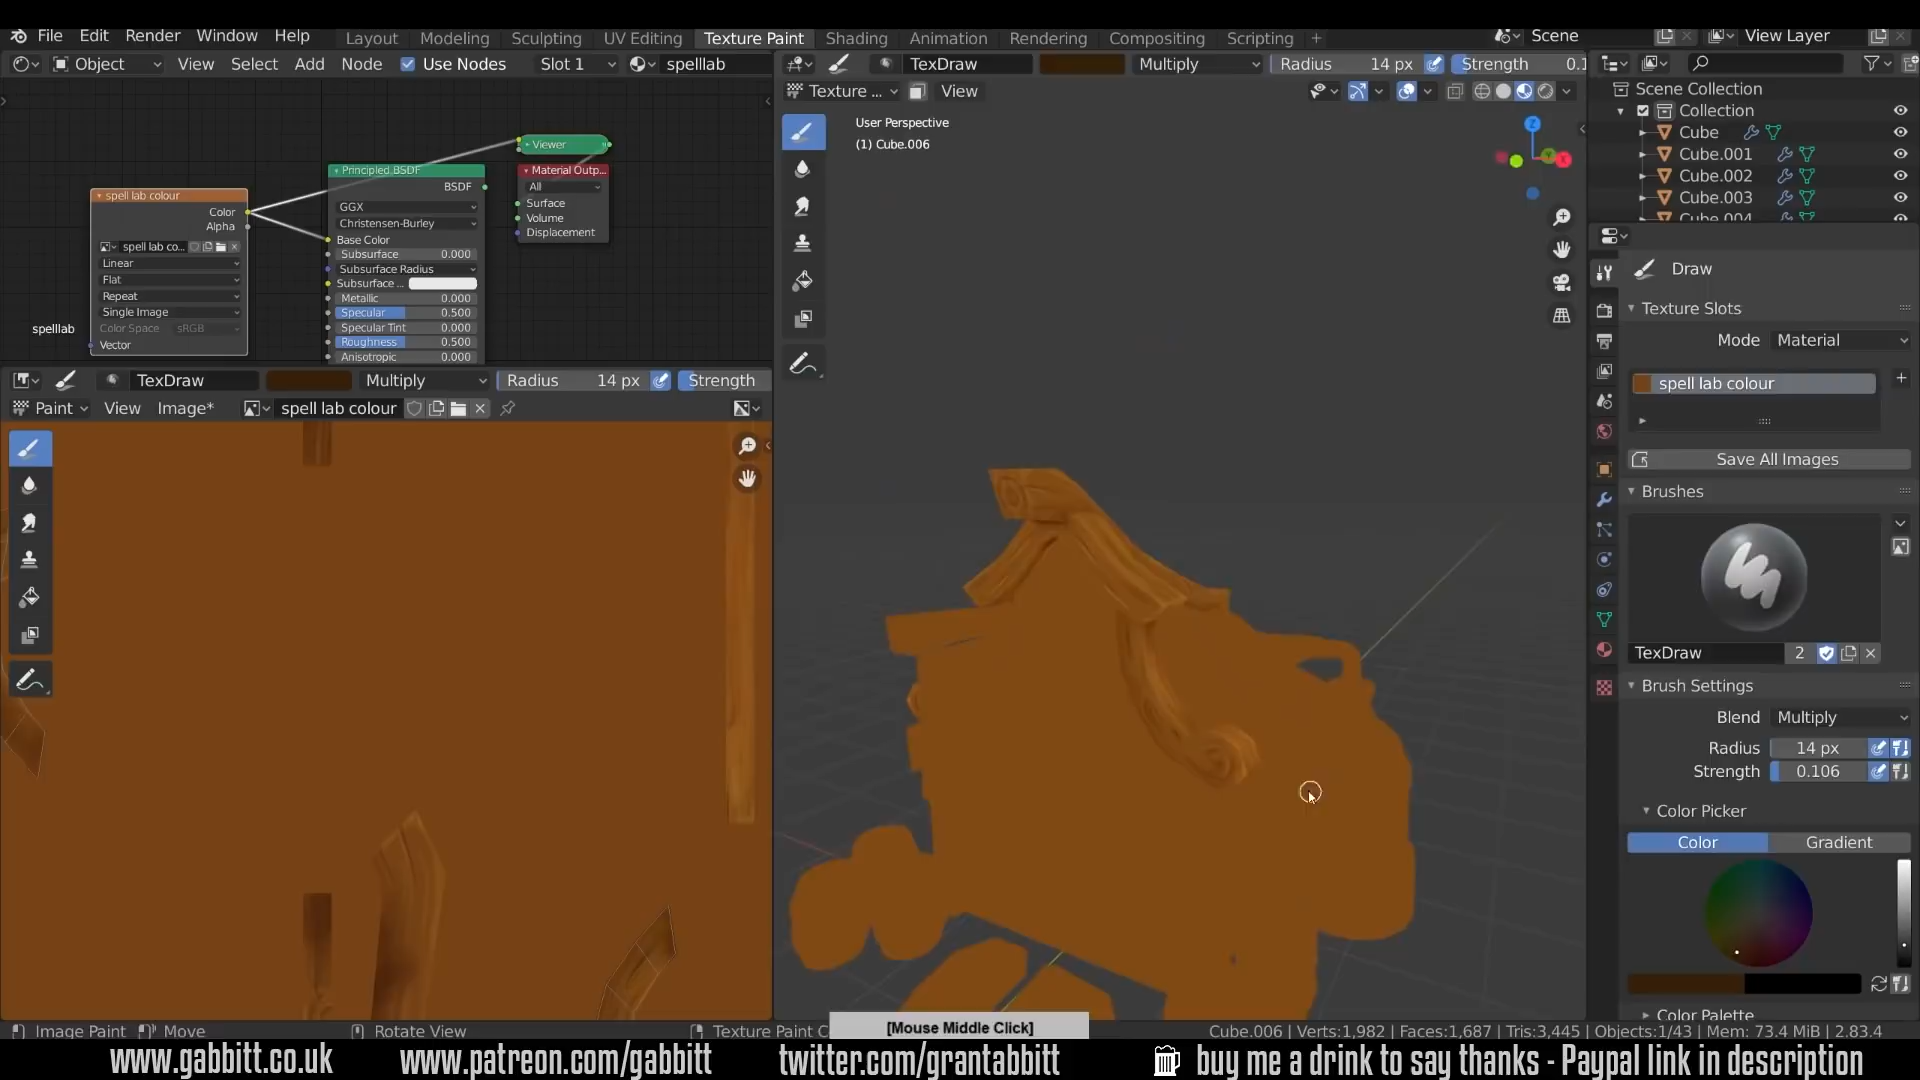 File Edit Render Window Help Layout Modeling Sculpting UV Editing Texture Paint Shading Animation Rendering Compositing Scripting + Scene View Layer
Object View Select Add Node Use Nodes Slot 1 spelllab TexDraw Multiply Radius 14 px Strength 0.1
Texture ... View
User Perspective
(1) Cube.006
Scene Collection
Collection
Cube
Cube.001
Cube.002
Cube.003
Cube.004
Viewer
Principled BSDF
BSDF
GGX
Christensen-Burley
Base Color
Subsurface 0.000
Subsurface Radius
Subsurface ...
Metallic 0.000
Specular 0.500
Specular Tint 0.000
Roughness 0.500
Anisotropic 0.000
Material Outp...
All
Surface
Volume
Displacement
spell lab colour
Color
Alpha
spell lab co...
Linear
Flat
Repeat
Single Image
Color Space sRGB
Vector
spelllab
TexDraw Multiply Radius 14 px Strength
Paint View Image* spell lab colour
Draw
Texture Slots
Mode Material
spell lab colour
Save All Images
Brushes
TexDraw 2
Brush Settings
Blend Multiply
Radius 14 px
Strength 0.106
Color Picker
Color Gradient
Color Palette
Image Paint Move Rotate View Texture Paint C
[Mouse Middle Click]
Cube.006 | Verts:1,982 | Faces:1,687 | Tris:3,445 | Objects:1/43 | Mem: 73.4 MiB | 2.83.4
www.gabbitt.co.uk www.patreon.com/gabbitt twitter.com/grantabbitt buy me a drink to say thanks - Paypal link in description